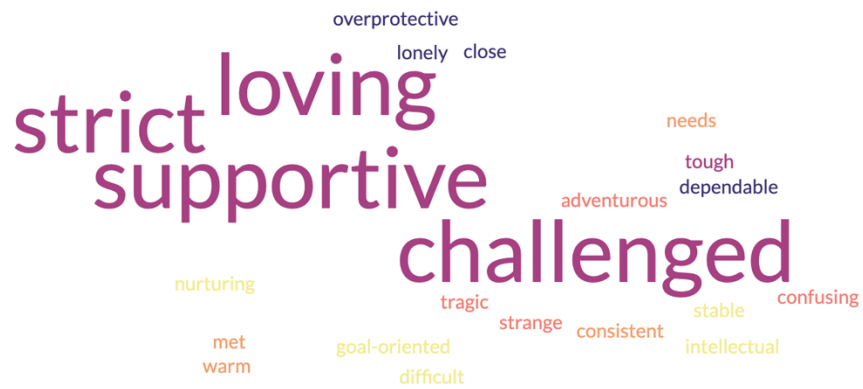 overprotective
lonely close
loving
strict
needs
supportive
tough
dependable
adventurous
challenged
nurturing
tragic
confusing
strange
stable
consistent
met
goal-oriented
intellectual
warm
difficult